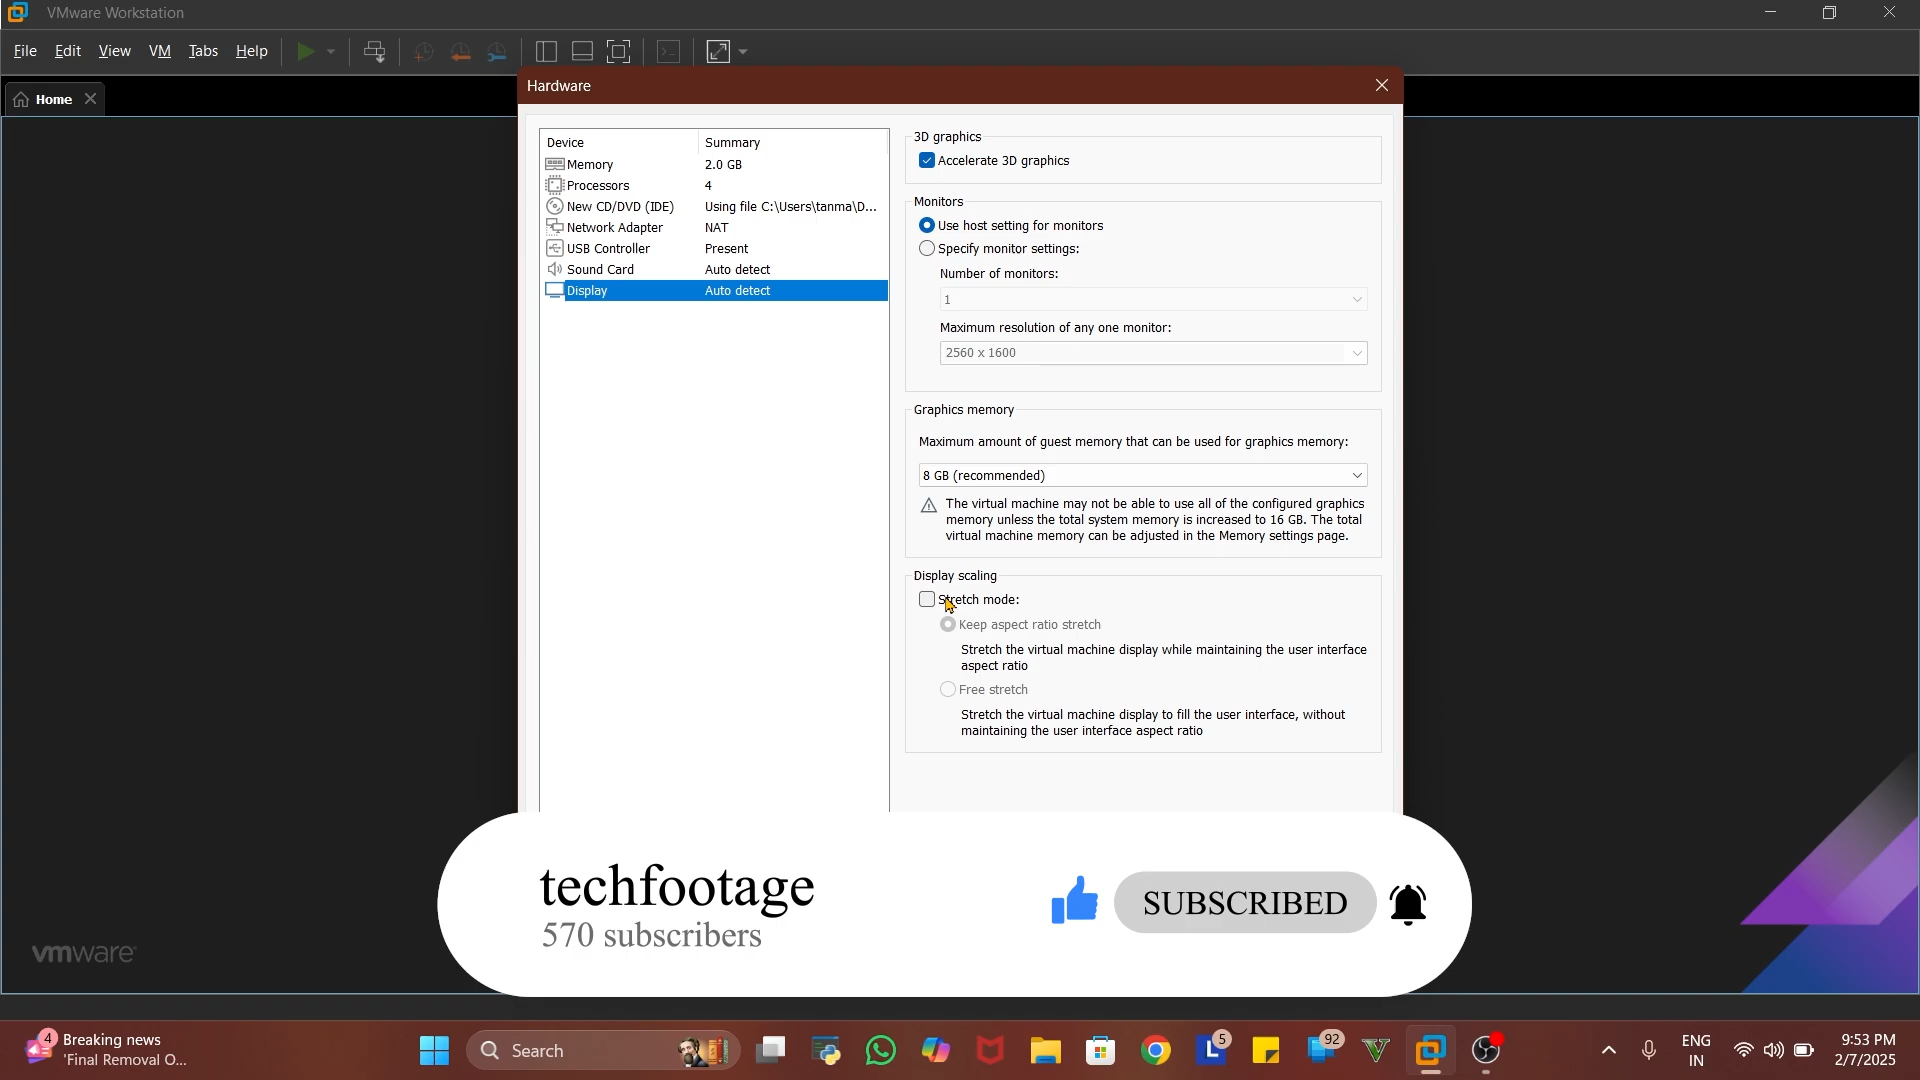 VMware Workstation
File Edit View VM Tabs Help
Home
Hardware
Device Summary
Memory 2.0 GB
Processors 4
New CD/DVD (IDE) Using file C:\Users\tanma\D...
Network Adapter NAT
USB Controller Present
Sound Card Auto detect
Display Auto detect
3D graphics
Accelerate 3D graphics
Monitors
Use host setting for monitors
Specify monitor settings:
Number of monitors:
1
Maximum resolution of any one monitor:
2560 x 1600
Graphics memory
Maximum amount of guest memory that can be used for graphics memory:
8 GB (recommended)
The virtual machine may not be able to use all of the configured graphics
memory unless the total system memory is increased to 16 GB. The total
virtual machine memory can be adjusted in the Memory settings page.
Display scaling
Stretch mode:
Keep aspect ratio stretch
Stretch the virtual machine display while maintaining the user interface
aspect ratio
Free stretch
Stretch the virtual machine display to fill the user interface, without
maintaining the user interface aspect ratio
techfootage
570 subscribers
SUBSCRIBED
vmware
4
Breaking news
'Final Removal O...
Search
5
92
ENG
IN
9:53 PM
2/7/2025